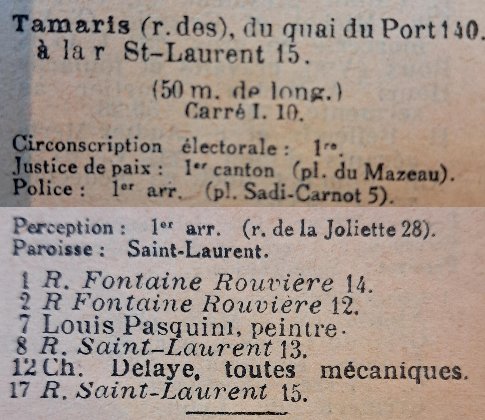 Tamaris (r. des), du quai du Port 140.
à la r St-Laurent 15.
(50 m. de long.)
Carré I. 10.
Circonscription électorale : 1re.
Justice de paix : 1er canton (pl. du Mazeau).
Police : 1er arr. (pl. Sadi-Carnot 5).
Perception : 1er arr. (r. de la Joliette 28).
Paroisse : Saint-Laurent.
1 R. Fontaine Rouvière 14.
2 R Fontaine Rouvière 12.
7 Louis Pasquini, peintre.
8 R. Saint-Laurent 13.
12 Ch. Delaye, toutes mécaniques.
17 R. Saint-Laurent 15.